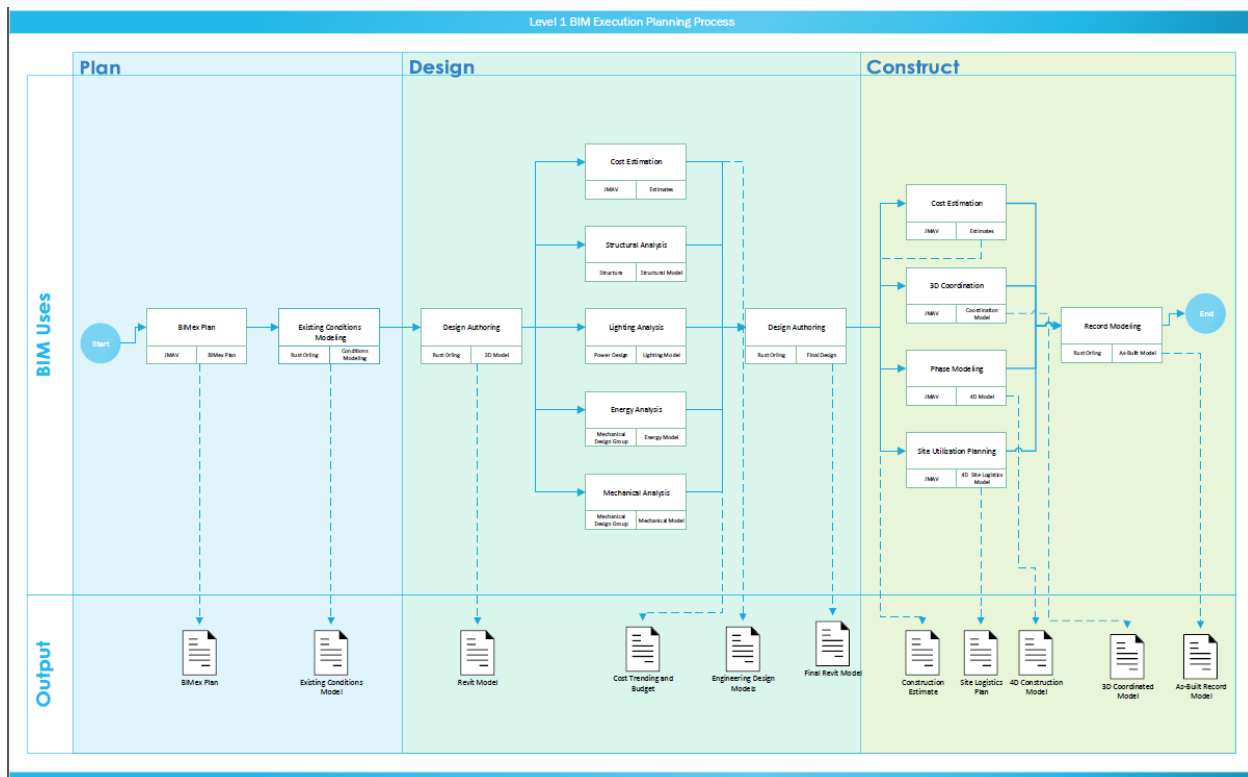 Level 1 BIM Execution Planning Process
Plan
Design
Construct
BIM Uses
Start
BIMex Plan
JMAV
BIMex Plan
Existing Conditions
Modeling
Rust Orling
Conditions
Modeling
Design Authoring
Rust Orling
3D Model
Cost Estimation
JMAV
Estimates
Structural Analysis
Structure
Structural Model
Lighting Analysis
Power Design
Lighting Model
Energy Analysis
Mechanical
Design Group
Energy Model
Mechanical Analysis
Mechanical
Design Group
Mechanical Model
Design Authoring
Rust Orling
Final Design
Cost Estimation
JMAV
Estimates
3D Coordination
JMAV
Coordination
Model
Phase Modeling
JMAV
4D Model
Site Utilization Planning
JMAV
4D Site Logistics
Model
Record Modeling
Rust Orling
As-Built Model
End
Output
BIMex Plan
Existing Conditions
Model
Revit Model
Cost Trending and
Budget
Engineering Design
Models
Final Revit Model
Construction
Estimate
Site Logistics
Plan
4D Construction
Model
3D Coordinated
Model
As-Built Record
Model